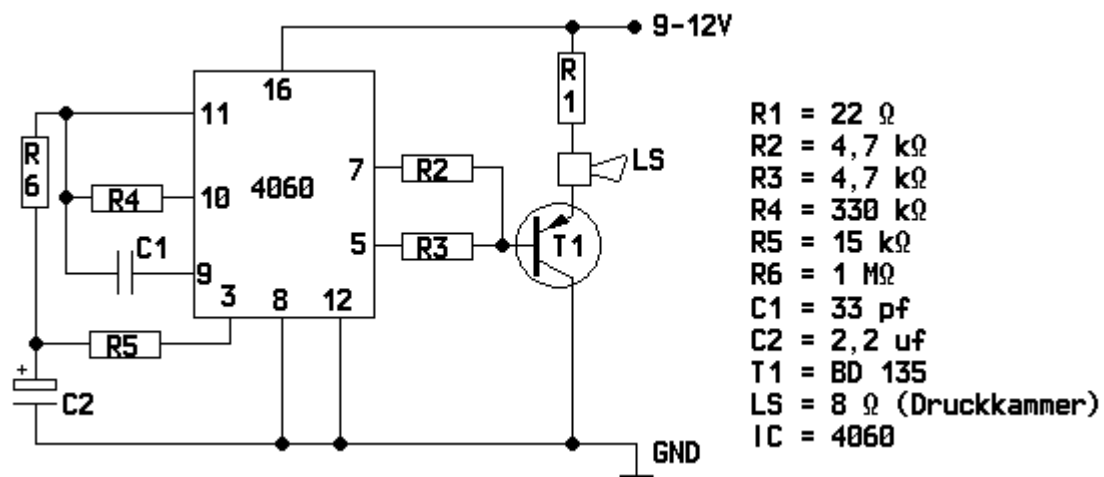 9-12V
R
1
16
11
R
6
7
R2
LS
4060
R4
10
T1
C1
5
R3
9
3
8
12
R5
+
C2
GND
R1 = 22 Ω
R2 = 4,7 kΩ
R3 = 4,7 kΩ
R4 = 330 kΩ
R5 = 15 kΩ
R6 = 1 MΩ
C1 = 33 pf
C2 = 2,2 uf
T1 = BD 135
LS = 8 Ω (Druckkammer)
IC = 4060